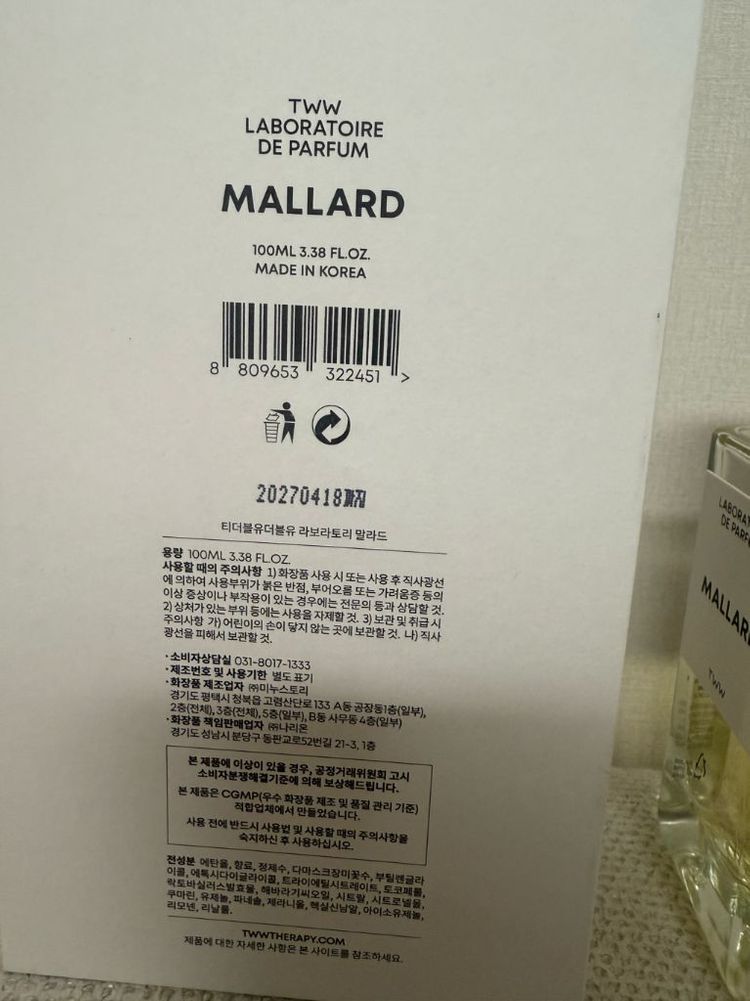 TWW
LABORATOIRE
DE PARFUM
MALLARD
100ML 3.38 FL.OZ.
MADE IN KOREA
8 809653 322451 >
20270418까지
티더블유더블유 라보라토리 말라드
용량 100ML 3.38 FL.OZ.
사용할 때의 주의사항 1) 화장품 사용 시 또는 사용 후 직사광선
에 의하여 사용부위가 붉은 반점, 부어오름 또는 가려움증 등의
이상 증상이나 부작용이 있는 경우에는 전문의 등과 상담할 것.
2) 상처가 있는 부위 등에는 사용을 자제할 것. 3) 보관 및 취급 시
주의사항 가) 어린이의 손이 닿지 않는 곳에 보관할 것. 나) 직사
광선을 피해서 보관할 것.
·소비자상담실 031-8017-1333
·제조번호 및 사용기한 별도 표기
·화장품 제조업자 ㈜미누스토리
경기도 평택시 청북읍 고렴산단로 133 A동 공장동1층(일부),
2층(전체), 3층(전체), 5층(일부), B동 사무동 4층(일부)
·화장품 책임판매업자 ㈜나리온
경기도 성남시 분당구 동판교로52번길 21-3, 1층
본 제품에 이상이 있을 경우, 공정거래위원회 고시
소비자분쟁해결기준에 의해 보상해드립니다.
본 제품은 CGMP(우수 화장품 제조 및 품질 관리 기준)
적합업체에서 만들었습니다.
사용 전에 반드시 사용법 및 사용할 때의 주의사항을
숙지하신 후 사용하십시오.
전성분 에탄올, 향료, 정제수, 다마스크장미꽃수, 부틸렌글라
이콜, 에톡시다이글라이콜, 트라이에틸시트레이트, 토코페롤,
락토바실러스발효물, 해바라기씨오일, 시트랄, 시트로넬올,
쿠마린, 유제놀, 파네솔, 제라니올, 헥실신남알, 아이소유제놀,
리모넨, 리날룰.
TWWTHERAPY.COM
제품에 대한 자세한 사항은 본 사이트를 참조하세요.
LABORAT
DE PARF
MALLAR
TWW